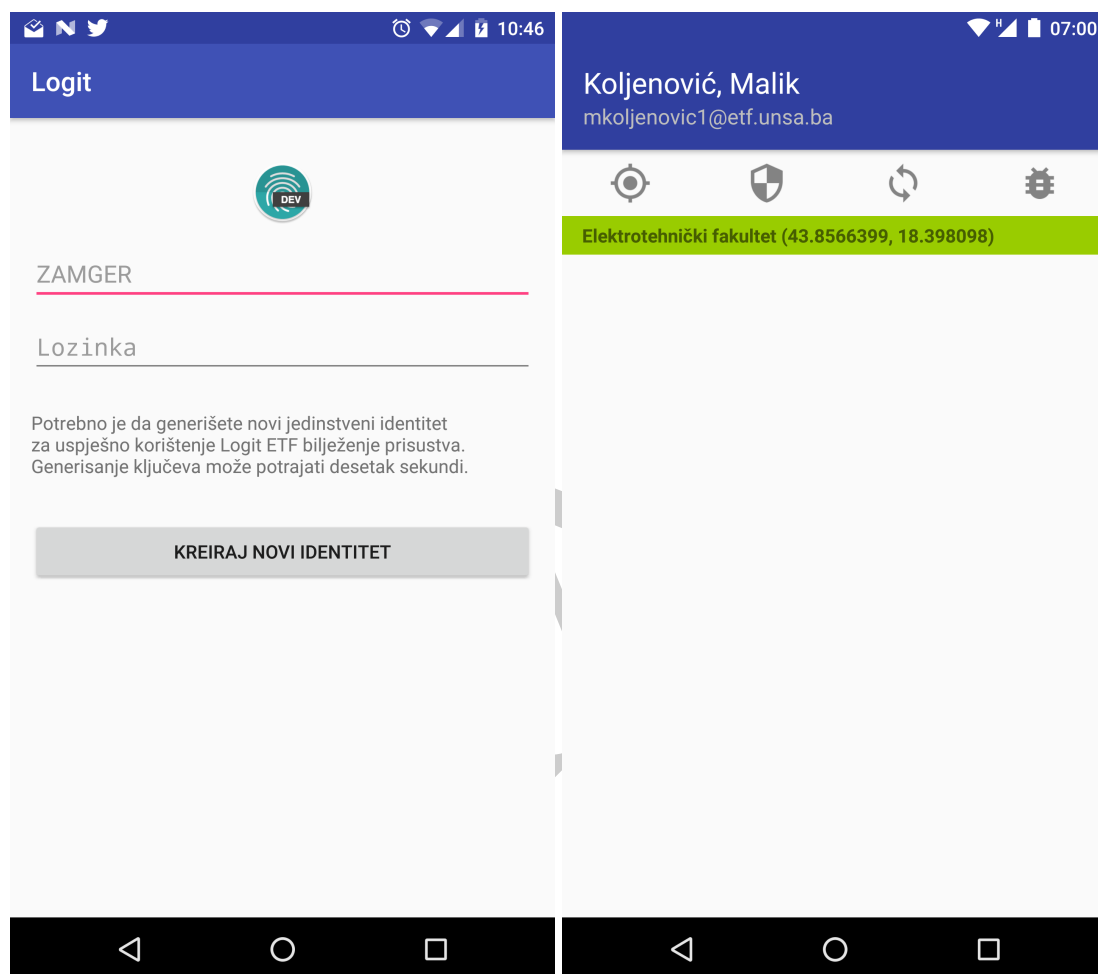 10:46
Logit
DEV
ZAMGER
Lozinka
Potrebno je da generišete novi jedinstveni identitet
za uspješno korištenje Logit ETF bilježenje prisustva.
Generisanje ključeva može potrajati desetak sekundi.
KREIRAJ NOVI IDENTITET
H
07:00
Koljenović, Malik
mkoljenovic1@etf.unsa.ba
Elektrotehnički fakultet (43.8566399, 18.398098)